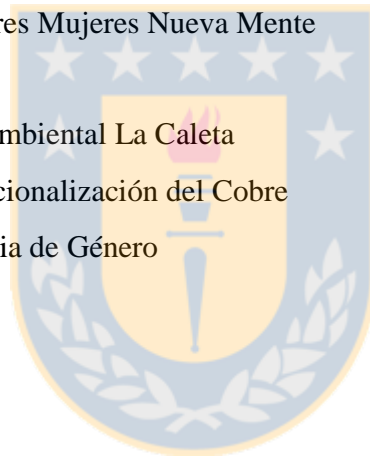 res Mujeres Nueva Mente
mbiental La Caleta
cionalización del Cobre
ia de Género